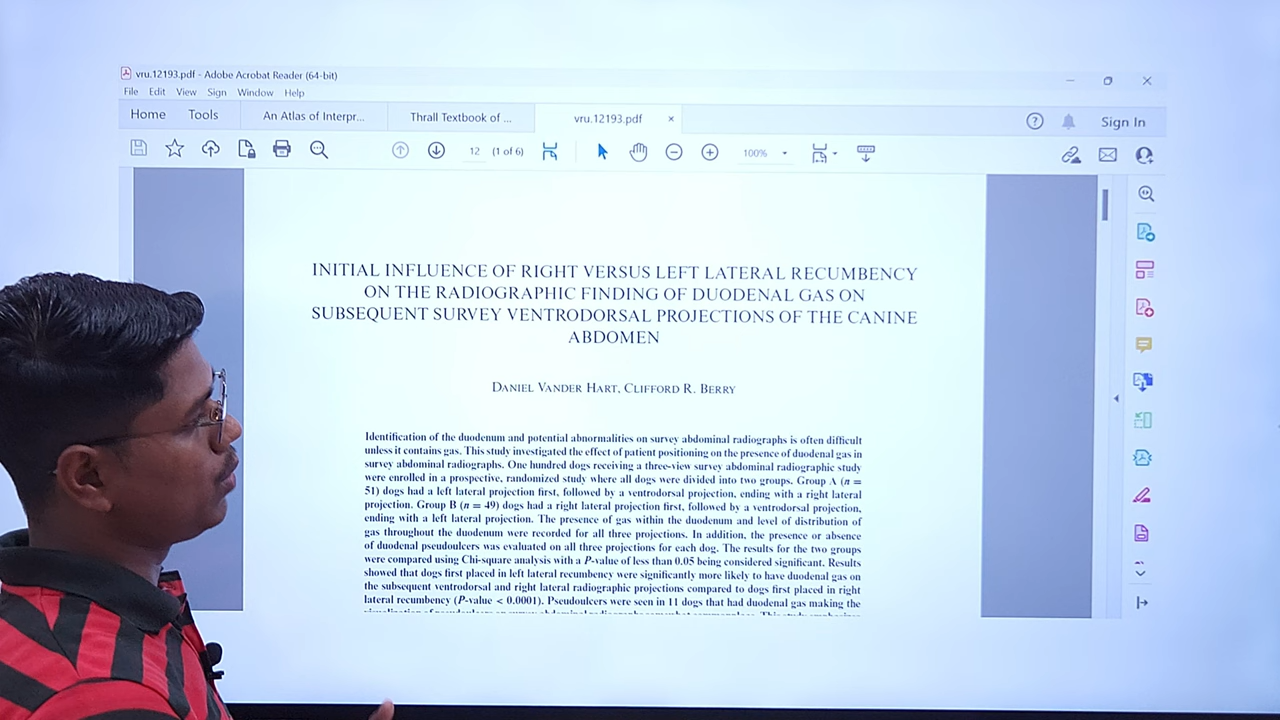 vru.12193.pdf - Adobe Acrobat Reader (64-bit)
File Edit View Sign Window Help
Home Tools An Atlas of Interpr... Thrall Textbook of ... vru.12193.pdf × Sign In
12 (1 of 6) 100%
INITIAL INFLUENCE OF RIGHT VERSUS LEFT LATERAL RECUMBENCY
ON THE RADIOGRAPHIC FINDING OF DUODENAL GAS ON
SUBSEQUENT SURVEY VENTRODORSAL PROJECTIONS OF THE CANINE
ABDOMEN
DANIEL VANDER HART, CLIFFORD R. BERRY
Identification of the duodenum and potential abnormalities on survey abdominal radiographs is often difficult
unless it contains gas. This study investigated the effect of patient positioning on the presence of duodenal gas in
survey abdominal radiographs. One hundred dogs receiving a three-view survey abdominal radiographic study
were enrolled in a prospective, randomized study where all dogs were divided into two groups. Group A (n =
51) dogs had a left lateral projection first, followed by a ventrodorsal projection, ending with a right lateral
projection. Group B (n = 49) dogs had a right lateral projection first, followed by a ventrodorsal projection,
ending with a left lateral projection. The presence of gas within the duodenum and level of distribution of
gas throughout the duodenum were recorded for all three projections. In addition, the presence or absence
of duodenal pseudoulcers was evaluated on all three projections for each dog. The results for the two groups
were compared using Chi-square analysis with a P-value of less than 0.05 being considered significant. Results
showed that dogs first placed in left lateral recumbency were significantly more likely to have duodenal gas on
the subsequent ventrodorsal and right lateral radiographic projections compared to dogs first placed in right
lateral recumbency (P-value < 0.0001). Pseudoulcers were seen in 11 dogs that had duodenal gas making the